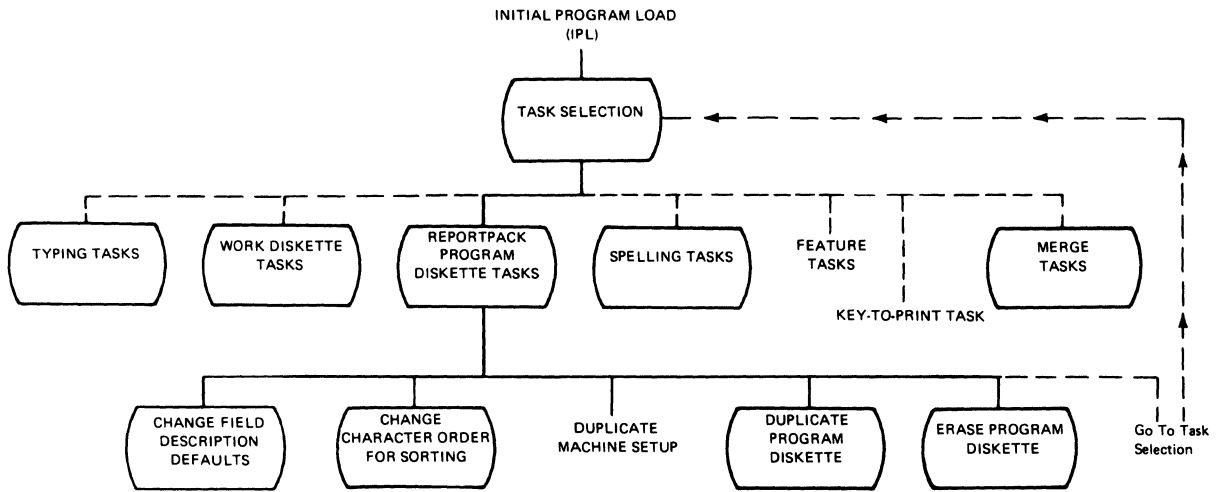 INITIAL PROGRAM LOAD
(IPL)
TASK SELECTION
TYPING TASKS
WORK DISKETTE
TASKS
REPORTPACK
PROGRAM
DISKETTE TASKS
SPELLING TASKS
FEATURE
TASKS
KEY-TO-PRINT TASK
MERGE
TASKS
CHANGE FIELD
DESCRIPTION
DEFAULTS
CHANGE
CHARACTER ORDER
FOR SORTING
DUPLICATE
MACHINE SETUP
DUPLICATE
PROGRAM
DISKETTE
ERASE PROGRAM
DISKETTE
Go To Task
Selection